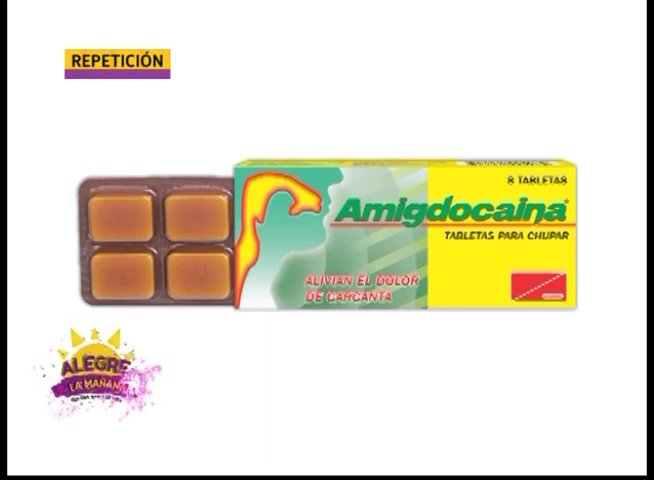 REPETICIÓN
8 TABLETAS
Amigdocaina
TABLETAS PARA CHUPAR
ALIVIAN EL DOLOR
DE GARGANTA
ALEGRE
LA MAÑANA